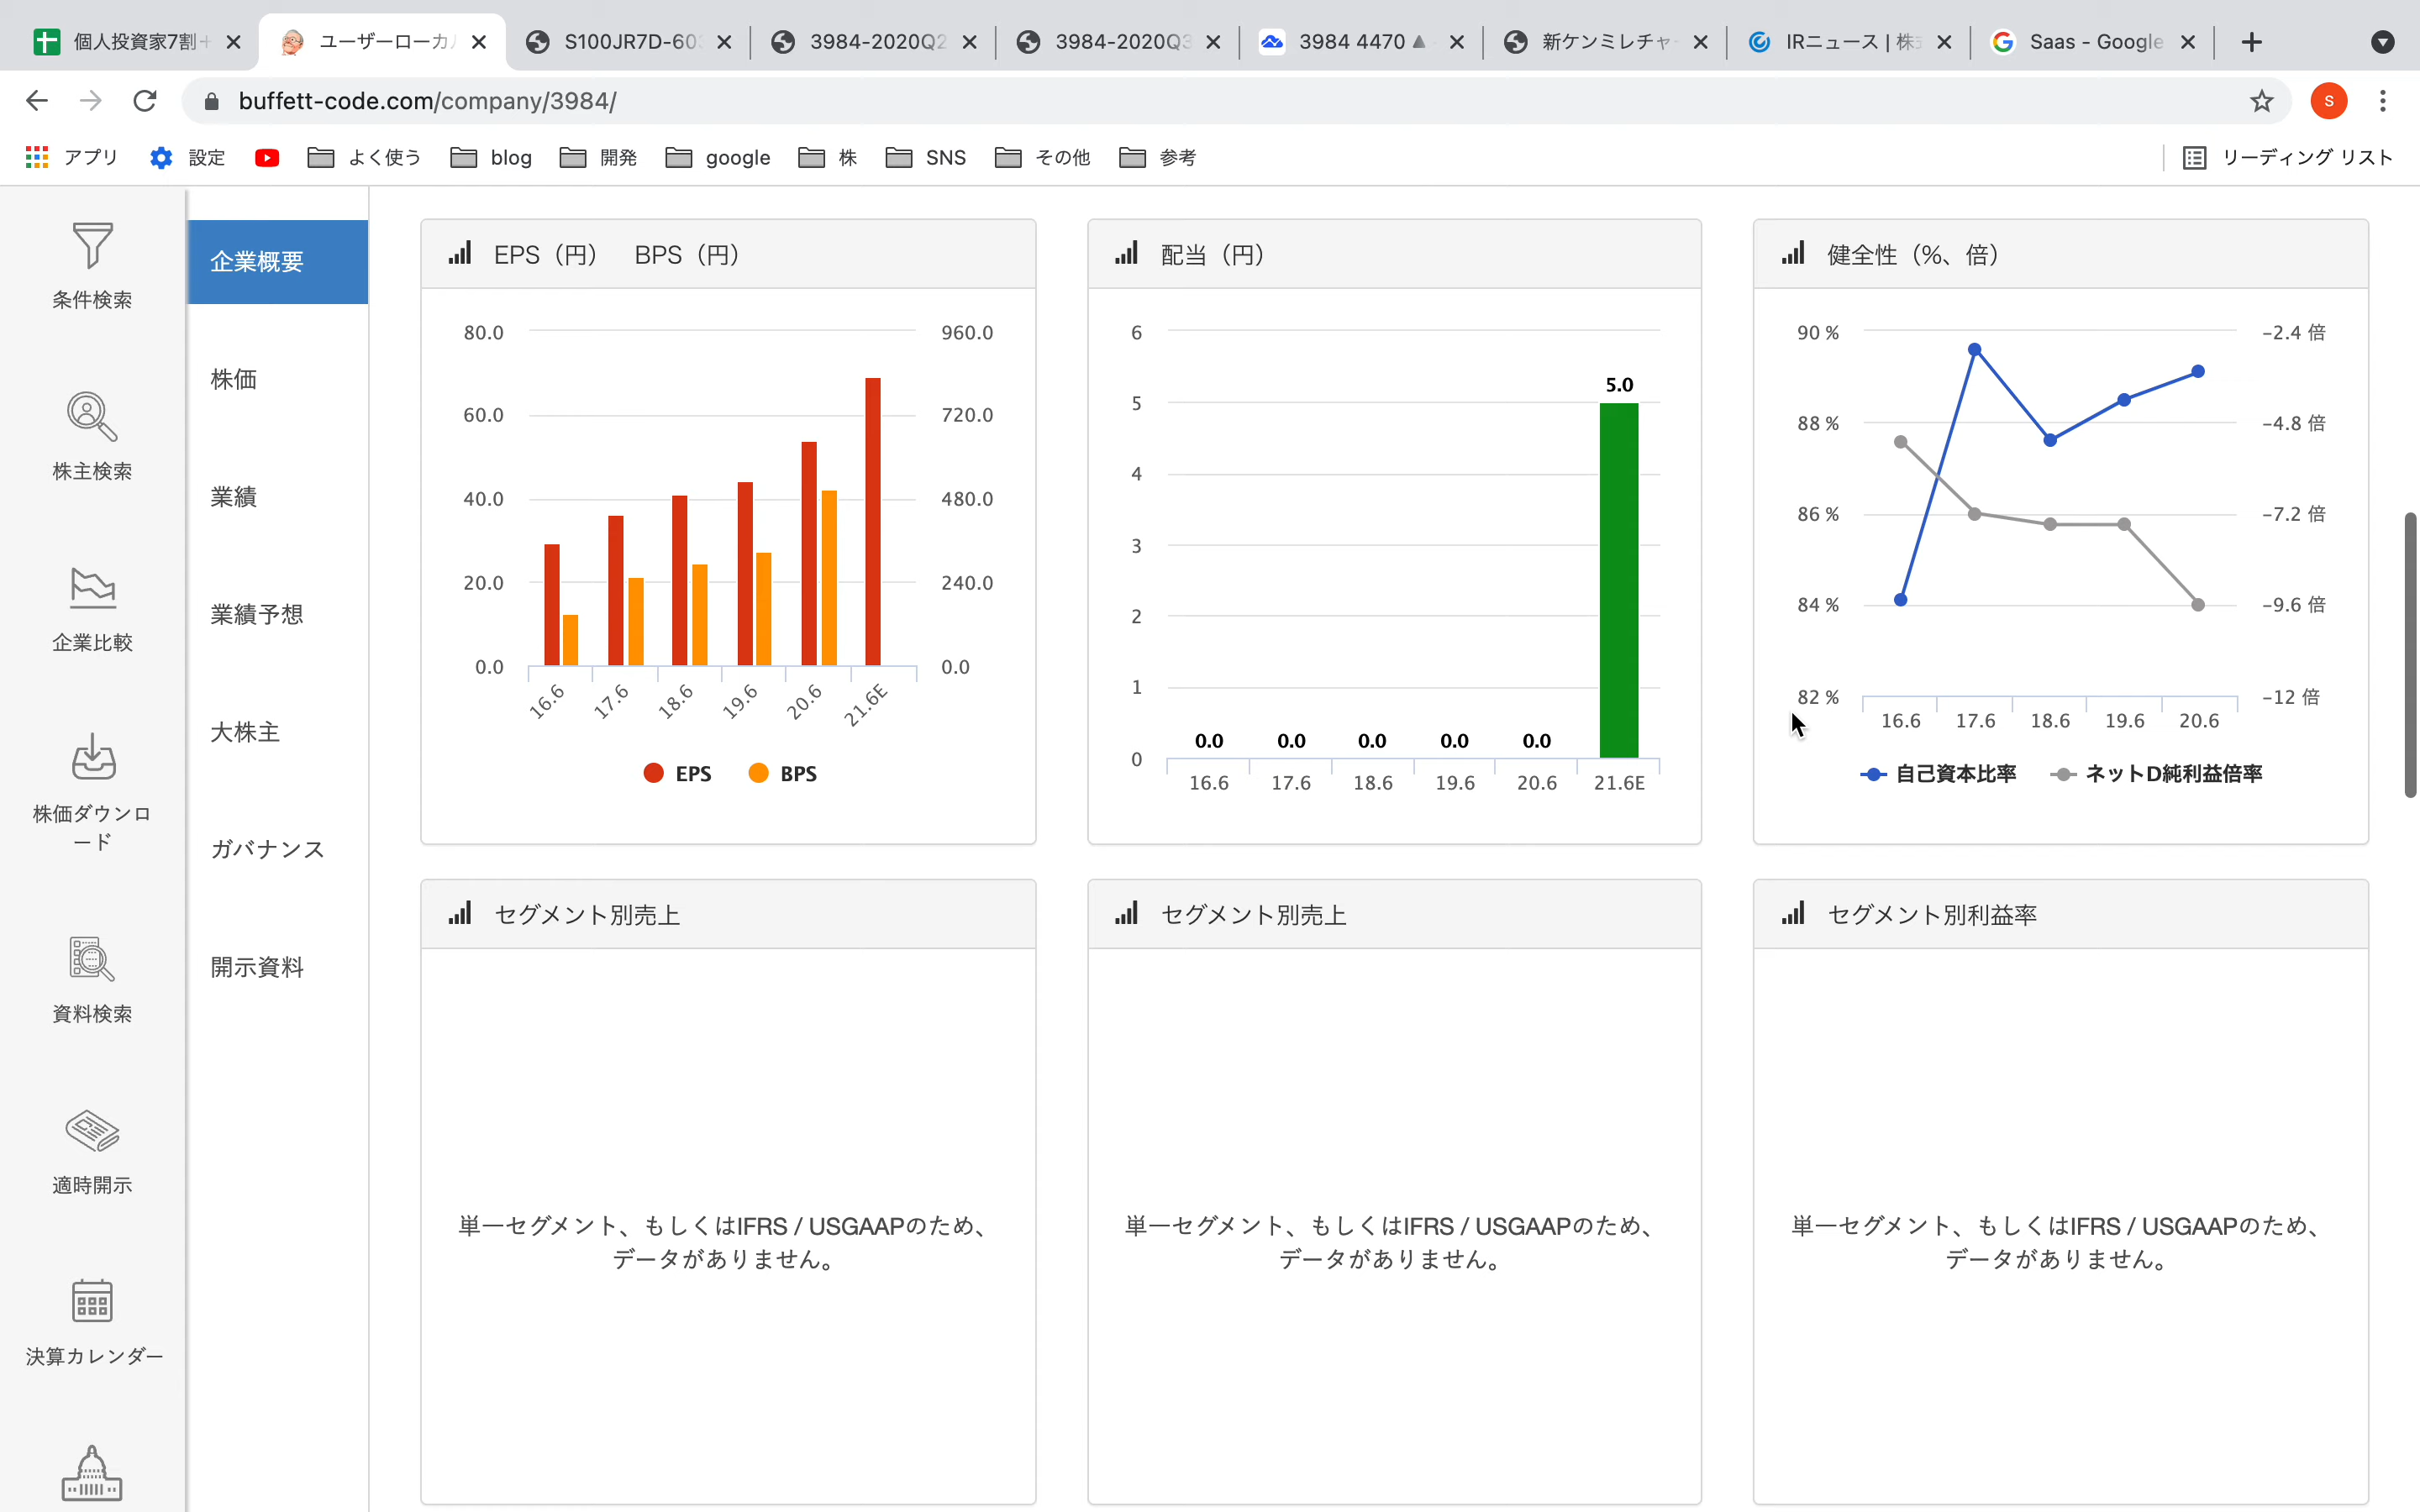 個人投資家7割
ユーザーローカ
S100JR7D-60
3984-2020Q2
3984-2020Q3
3984 4470 ▲
新ケンミレチャ
IRニュース | 株
Saas - Google
buffett-code.com/company/3984/
S
アプリ
設定
よく使う
blog
開発
google
株
SNS
その他
参考
リーディング リスト
条件検索
株主検索
企業比較
株価ダウンロ
ード
資料検索
適時開示
決算カレンダー
企業概要
株価
業績
業績予想
大株主
ガバナンス
開示資料
EPS（円） BPS（円）
80.0
60.0
40.0
20.0
0.0
960.0
720.0
480.0
240.0
0.0
16.6
17.6
18.6
19.6
20.6
21.6E
EPS
BPS
配当（円）
6
5
4
3
2
1
0
0.0
0.0
0.0
0.0
0.0
5.0
16.6
17.6
18.6
19.6
20.6
21.6E
健全性（%、倍）
90 %
88 %
86 %
84 %
82 %
-2.4 倍
-4.8 倍
-7.2 倍
-9.6 倍
-12 倍
16.6
17.6
18.6
19.6
20.6
自己資本比率
ネットD純利益倍率
セグメント別売上
単一セグメント、もしくはIFRS / USGAAPのため、
データがありません。
セグメント別売上
単一セグメント、もしくはIFRS / USGAAPのため、
データがありません。
セグメント別利益率
単一セグメント、もしくはIFRS / USGAAPのため、
データがありません。